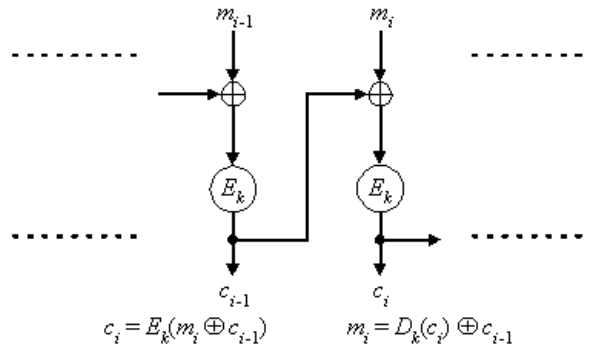 m_{i-1} m_i
E_k E_k
c_{i-1} c_i
c_i = E_k(m_i ⊕ c_{i-1}) m_i = D_k(c_i) ⊕ c_{i-1}